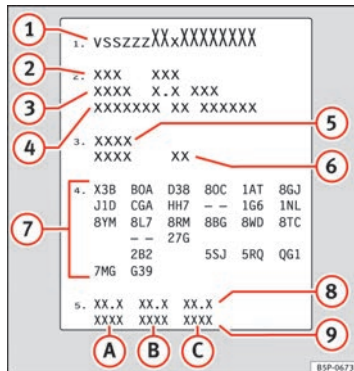 1
1. VSSZZZXXXXXXXXXXX
2
2. XXX XXX
3
XXXX X.X XXX
4
XXXXXXX XX XXXXXX
5
3. XXXX
XXXX XX
6
7
4. X3B B0A D38 80C 1AT 8GJ
J1D CGA HH7 -- 1G6 1NL
8YM 8L7 8RM 8BG 8WD 8TC
-- 27G
2B2 5SJ 5RQ QG1
7MG G39
8
5. XX.X XX.X XX.X
XXXX XXXX XXXX
9
A B C
B5P-0673